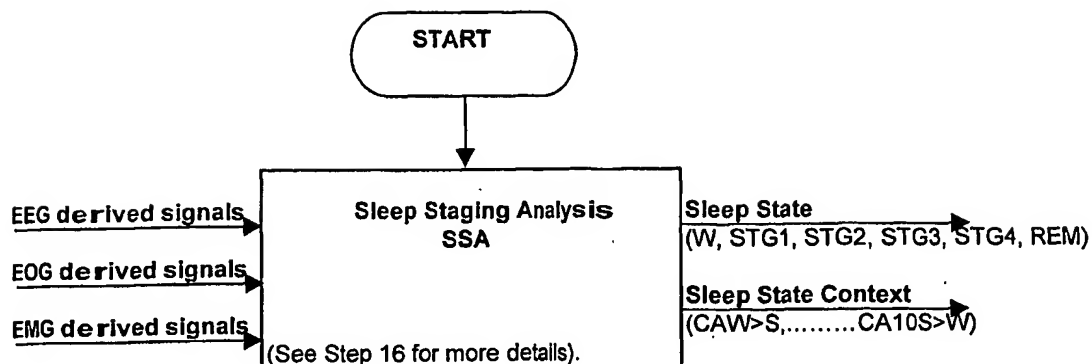 START
EEG derived signals
EOG derived signals
EMG derived signals
Sleep Staging Analysis
SSA
(See Step 16 for more details).
Sleep State
(W, STG1, STG2, STG3, STG4, REM)
Sleep State Context
(CAW>S,.........CA10S>W)